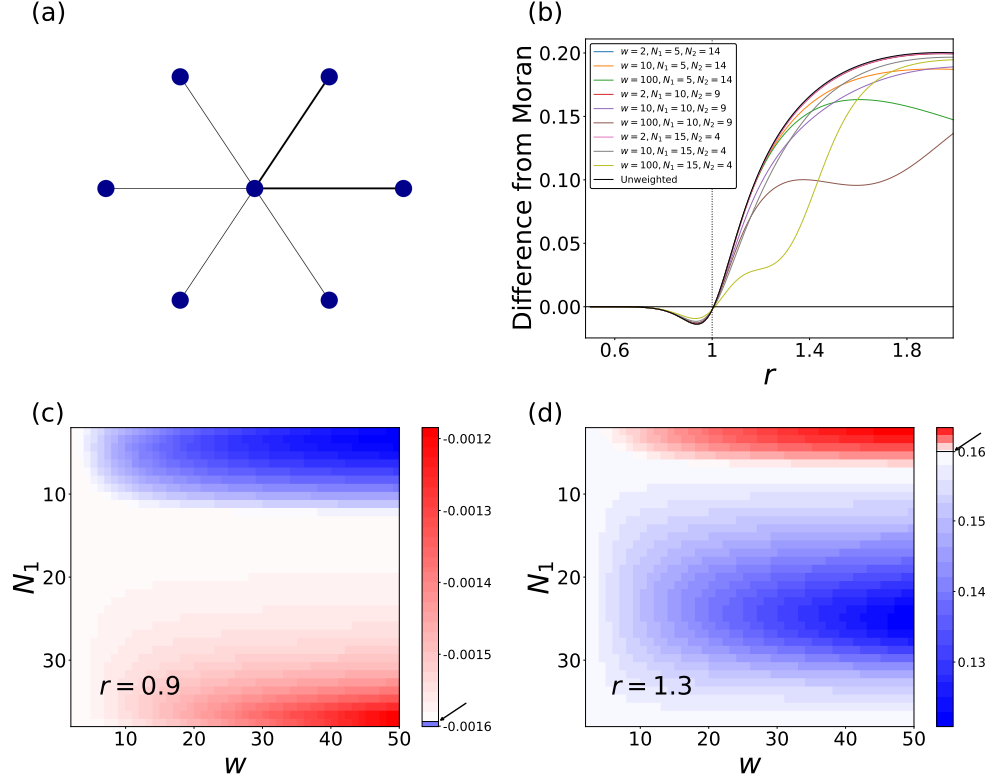 (a)
(b)
Difference from Moran
0.20
0.15
0.10
0.05
0.00
w = 2, N₁ = 5, N₂ = 14
w = 10, N₁ = 5, N₂ = 14
w = 100, N₁ = 5, N₂ = 14
w = 2, N₁ = 10, N₂ = 9
w = 10, N₁ = 10, N₂ = 9
w = 100, N₁ = 10, N₂ = 9
w = 2, N₁ = 15, N₂ = 4
w = 10, N₁ = 15, N₂ = 4
w = 100, N₁ = 15, N₂ = 4
Unweighted
0.6 1 1.4 1.8
r
(c)
N₁
10
20
30
r = 0.9
10 20 30 40 50
w
-0.0012
-0.0013
-0.0014
-0.0015
-0.0016
(d)
N₁
10
20
30
r = 1.3
10 20 30 40 50
w
0.16
0.15
0.14
0.13